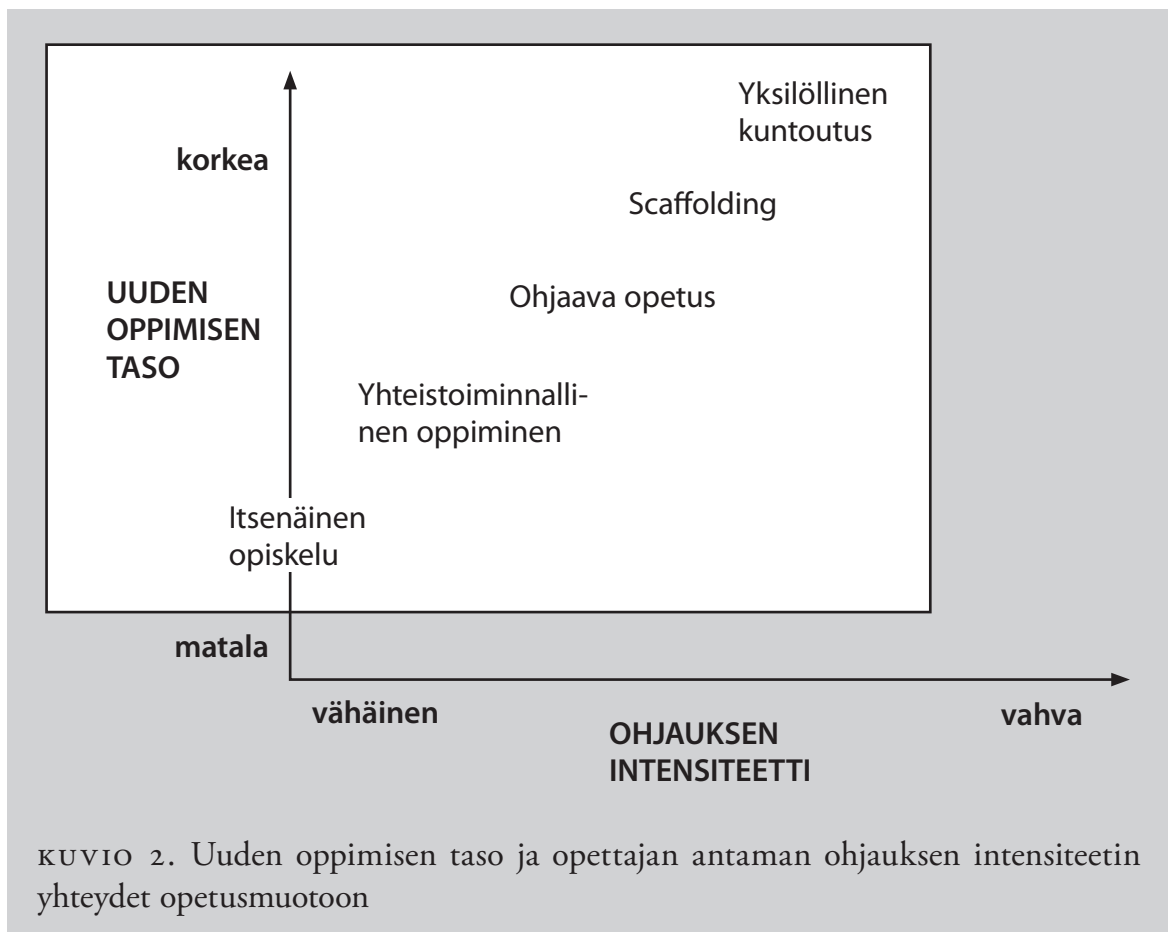 Yksilöllinen
kuntoutus
korkea
Scaffolding
UUDEN
OPPIMISEN
TASO
Ohjaava opetus
Yhteistoiminnalli-
nen oppiminen
Itsenäinen
opiskelu
matala
vähäinen
vahva
OHJAUKSEN
INTENSITEETTI
KUVIO 2. Uuden oppimisen taso ja opettajan antaman ohjauksen intensiteetin
yhteydet opetusmuotoon